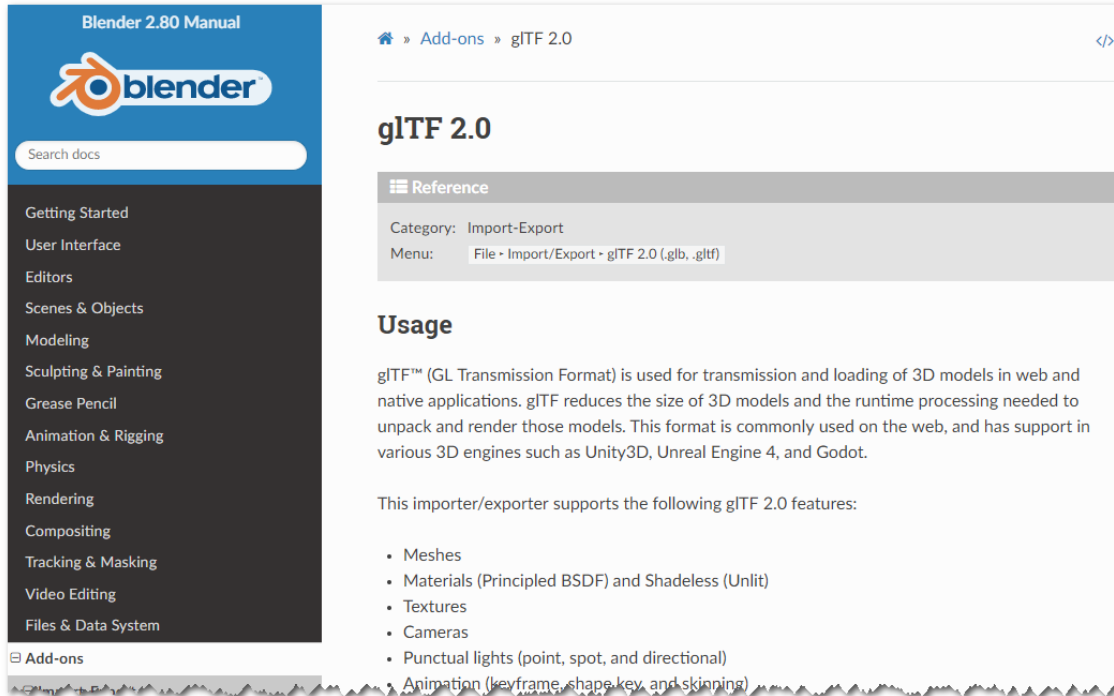 Blender 2.80 Manual
blender™
Search docs
Getting Started
User Interface
Editors
Scenes & Objects
Modeling
Sculpting & Painting
Grease Pencil
Animation & Rigging
Physics
Rendering
Compositing
Tracking & Masking
Video Editing
Files & Data System
Add-ons
» Add-ons » glTF 2.0
</>
glTF 2.0
Reference
Category: Import-Export
Menu: File ‣ Import/Export ‣ glTF 2.0 (.glb, .gltf)
Usage
glTF™ (GL Transmission Format) is used for transmission and loading of 3D models in web and
native applications. glTF reduces the size of 3D models and the runtime processing needed to
unpack and render those models. This format is commonly used on the web, and has support in
various 3D engines such as Unity3D, Unreal Engine 4, and Godot.
This importer/exporter supports the following glTF 2.0 features:
• Meshes
• Materials (Principled BSDF) and Shadeless (Unlit)
• Textures
• Cameras
• Punctual lights (point, spot, and directional)
• Animation (keyframe, shape key, and skinning)